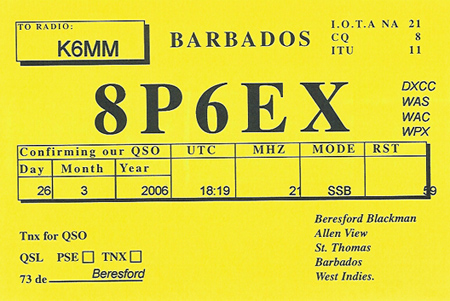 TO RADIO:
K6MM
BARBADOS
I.O.T.A NA 21
CQ 8
ITU 11
8P6EX
DXCC
WAS
WAC
WPX
Confirming our QSO UTC MHZ MODE RST
Day Month Year
26 3 2006 18:19 21 SSB 59
Tnx for QSO
QSL PSE TNX
73 de Beresford
Beresford Blackman
Allen View
St. Thomas
Barbados
West Indies.